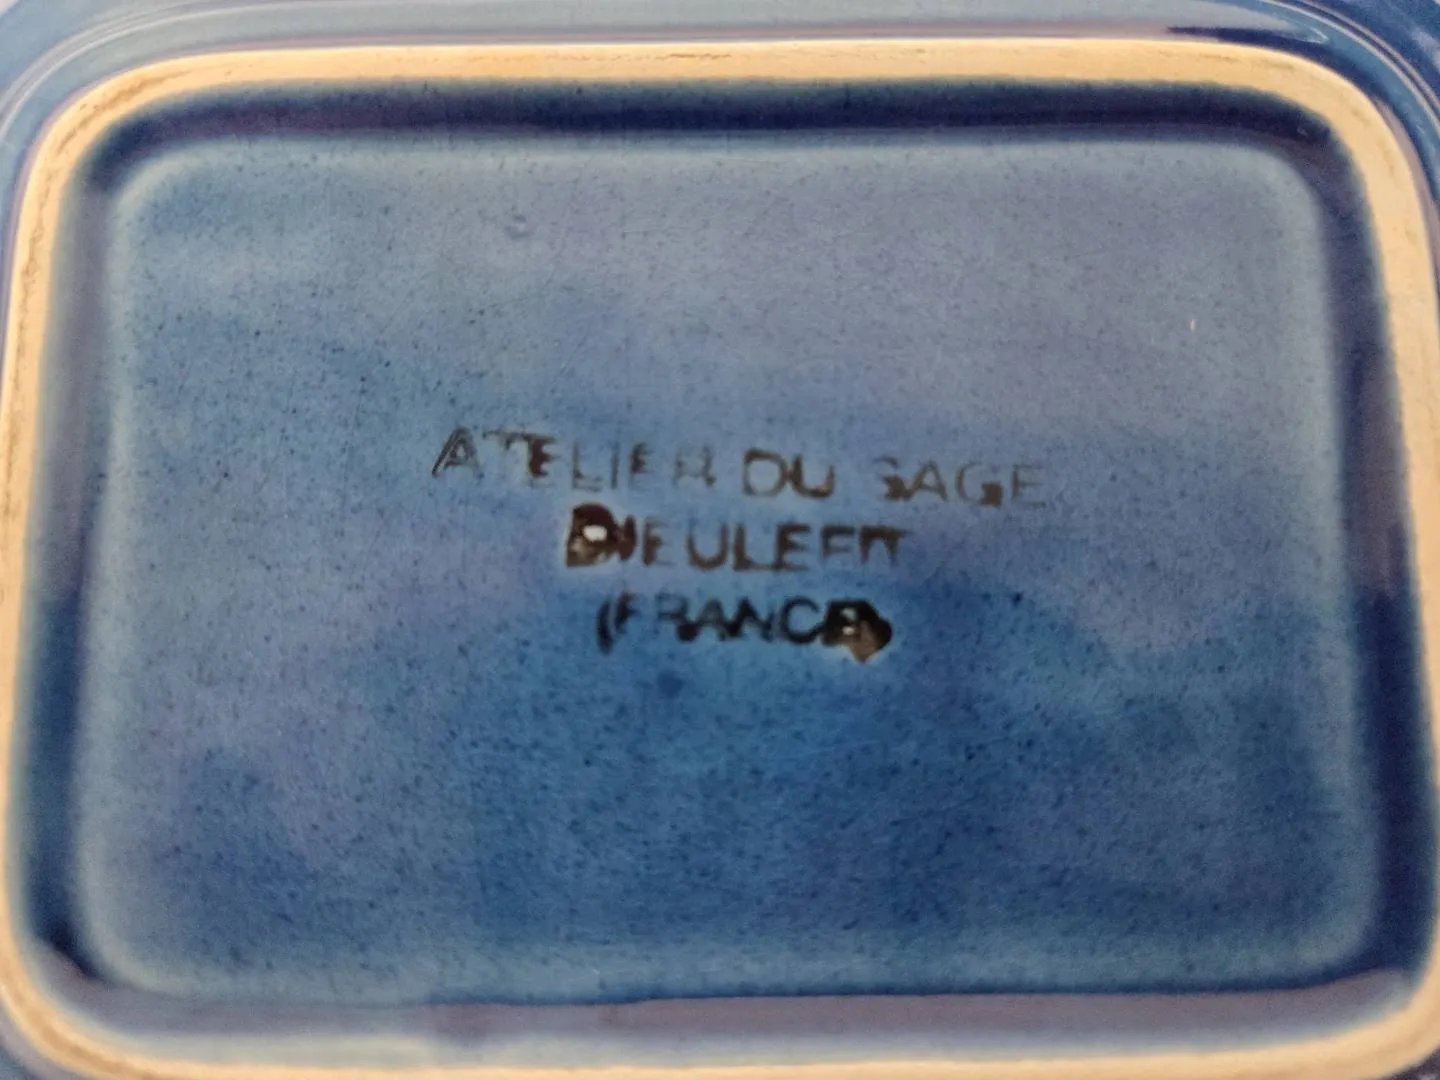 ATELIER DU SAGE
DIEULEFIT
(FRANCE)